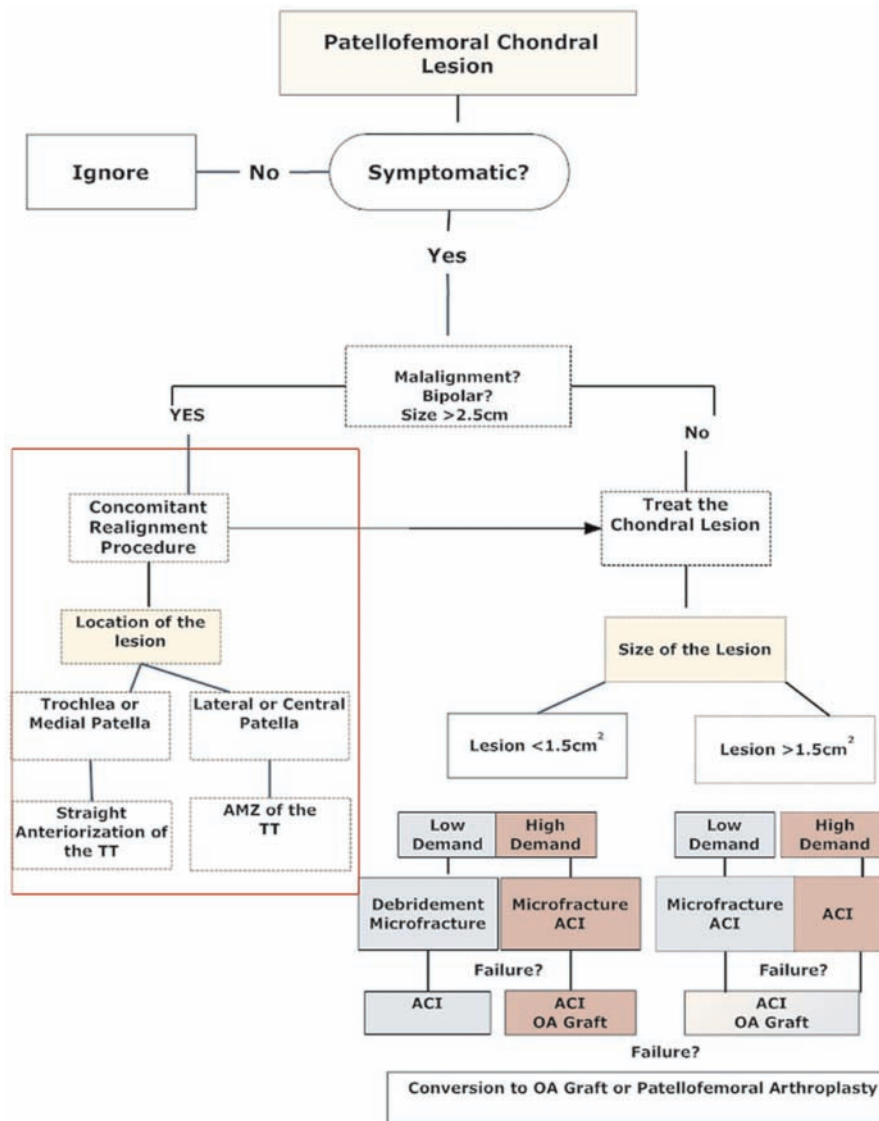 Patellofemoral Chondral
Lesion
Ignore
No
Symptomatic?
Yes
Malalignment?
Bipolar?
Size >2.5cm
YES
No
Concomitant
Realignment
Procedure
Treat the
Chondral Lesion
Location of the
lesion
Size of the Lesion
Trochlea or
Medial Patella
Lateral or Central
Patella
Lesion <1.5cm²
Lesion >1.5cm²
Straight
Anteriorization of
the TT
AMZ of the
TT
Low
Demand
High
Demand
Low
Demand
High
Demand
Debridement
Microfracture
Microfracture
ACI
Microfracture
ACI
ACI
Failure?
Failure?
ACI
ACI
OA Graft
ACI
OA Graft
Failure?
Conversion to OA Graft or Patellofemoral Arthroplasty